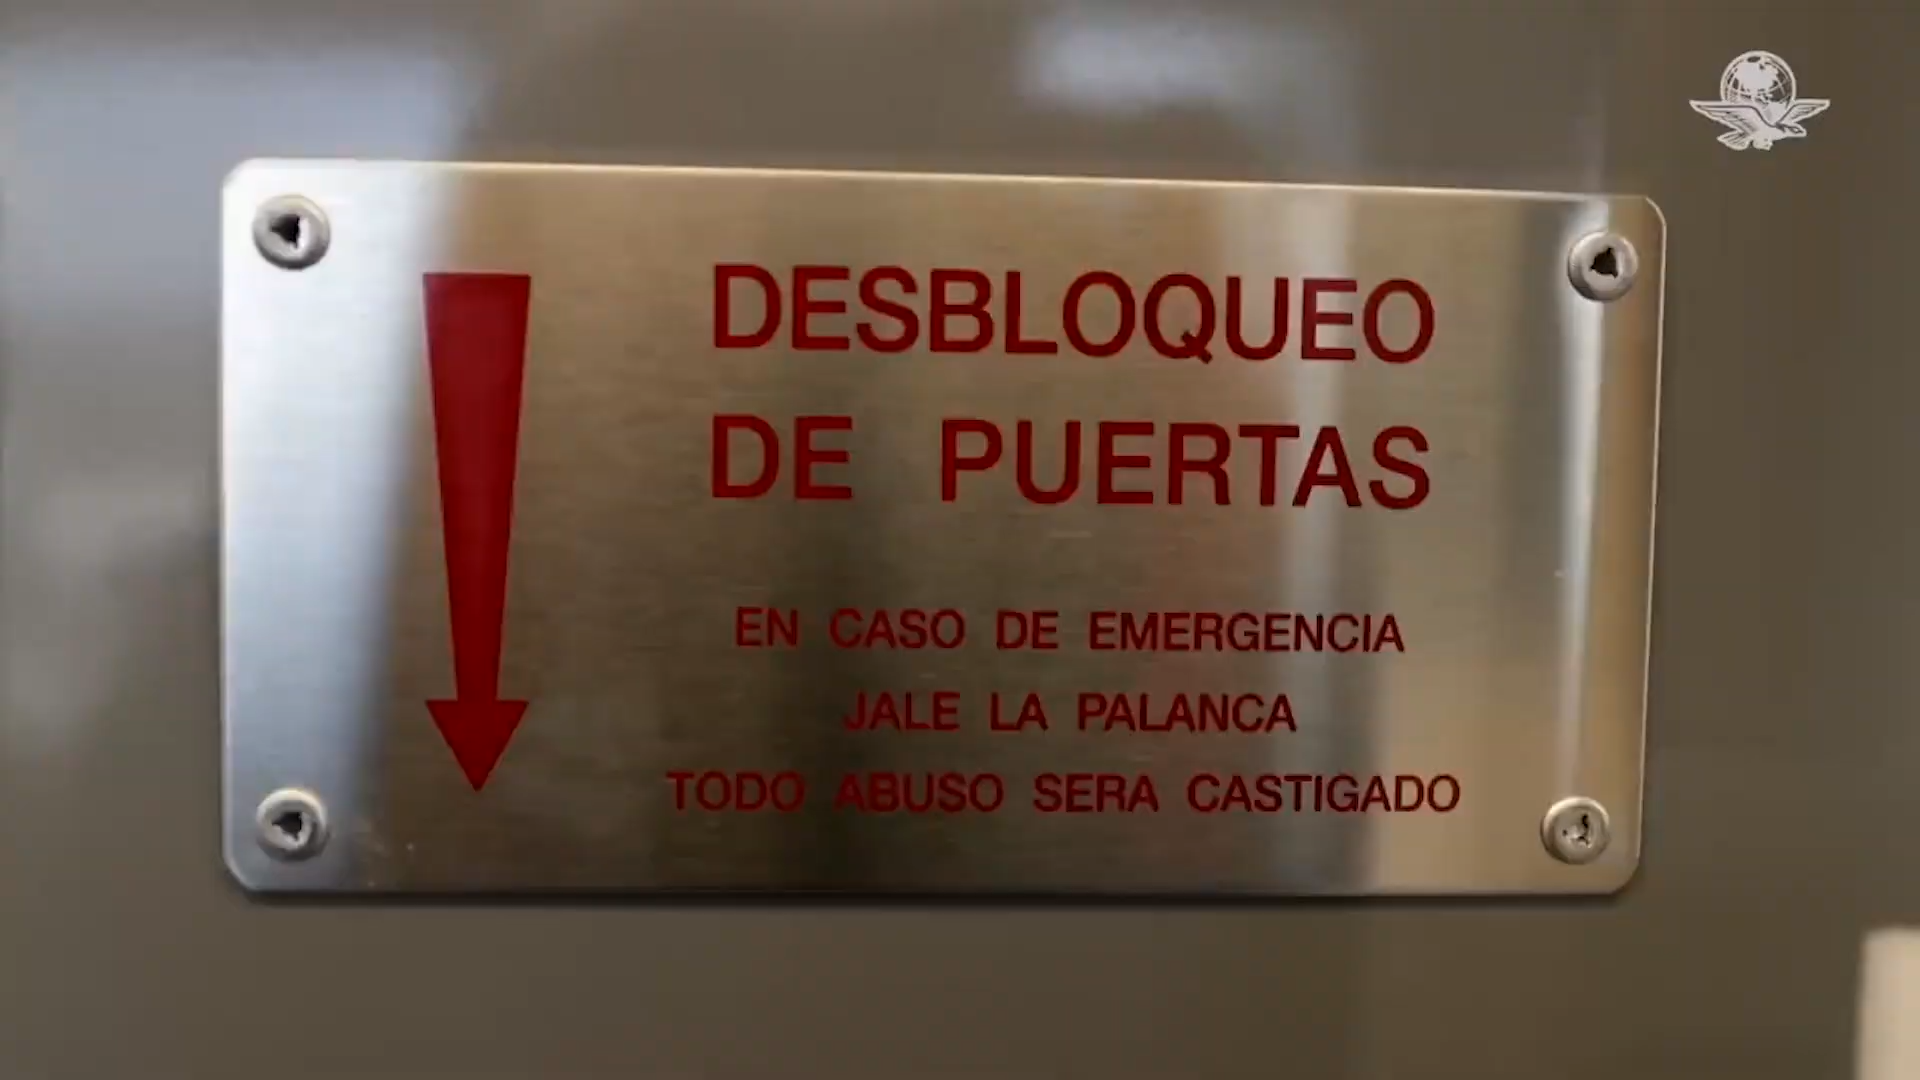 DESBLOQUEO
DE PUERTAS
EN CASO DE EMERGENCIA
JALE LA PALANCA
TODO ABUSO SERA CASTIGADO